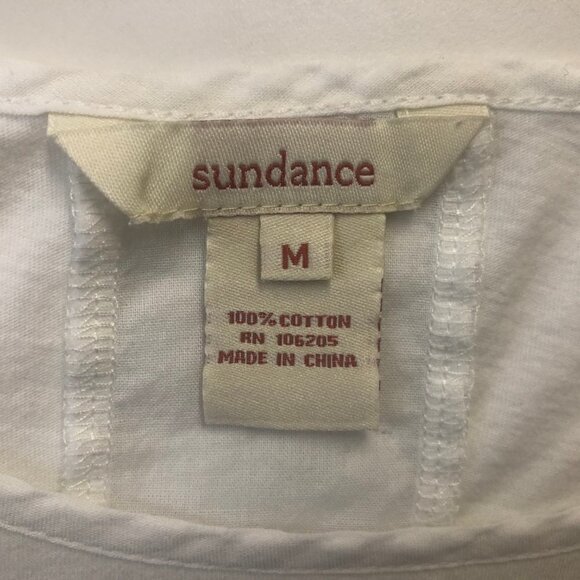 sundance
M
100% COTTON
RN 106205
MADE IN CHINA